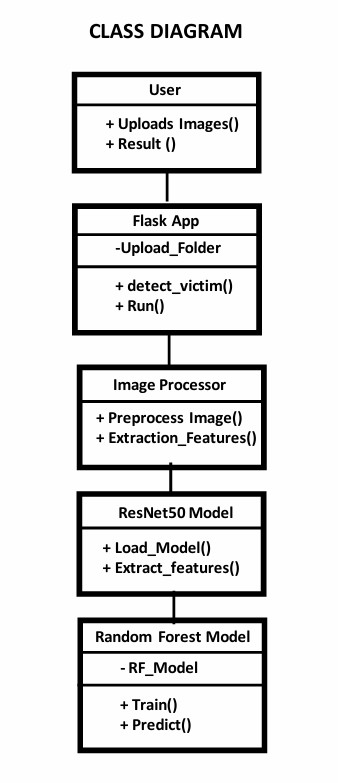 CLASS DIAGRAM
User
+ Uploads Images()
+ Result ()
Flask App
-Upload_Folder
+ detect_victim()
+ Run()
Image Processor
+ Preprocess Image()
+ Extraction_Features()
ResNet50 Model
+ Load_Model()
+ Extract_features()
Random Forest Model
- RF_Model
+ Train()
+ Predict()